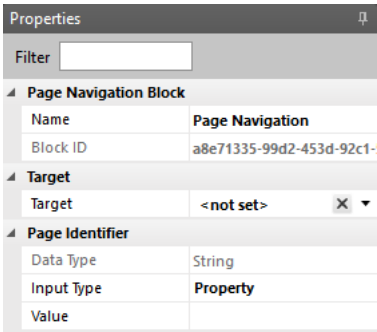 Properties
Filter
Page Navigation Block
Name Page Navigation
Block ID a8e71335-99d2-453d-92c1-
Target
Target <not set>
Page Identifier
Data Type String
Input Type Property
Value